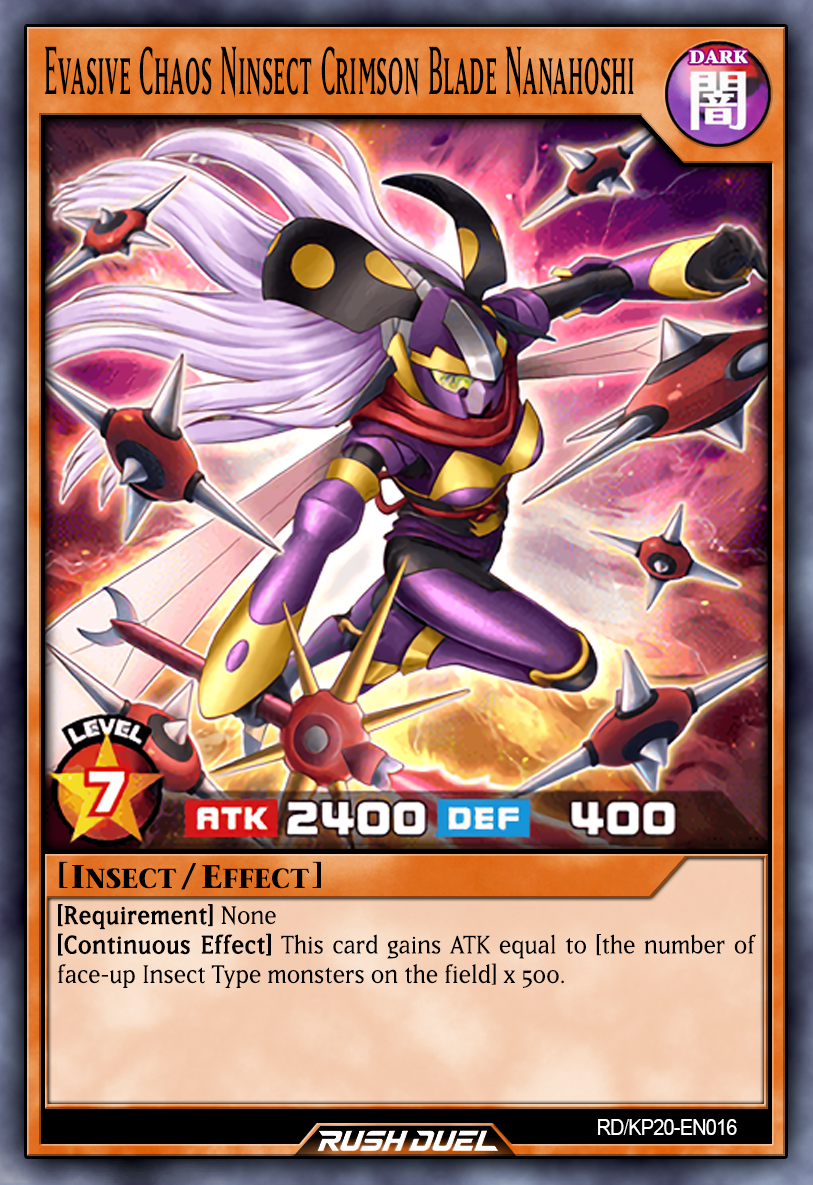 Evasive Chaos Ninsect Crimson Blade Nanahoshi
DARK
闇
LEVEL
7
ATK 2400 DEF 400
[Insect / Effect]
[Requirement] None
[Continuous Effect] This card gains ATK equal to [the number of
face-up Insect Type monsters on the field] x 500.
RD/KP20-EN016
RUSH DUEL